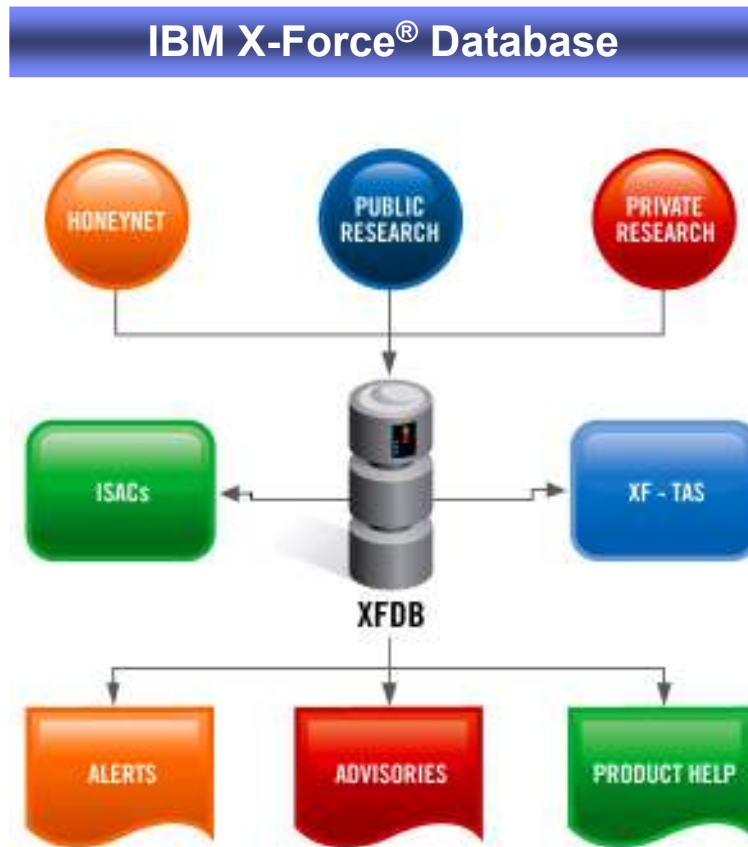 IBM X-Force® Database
HONEYNET
PUBLIC
RESEARCH
PRIVATE
RESEARCH
ISACs
XF - TAS
XFDB
ALERTS
ADVISORIES
PRODUCT HELP